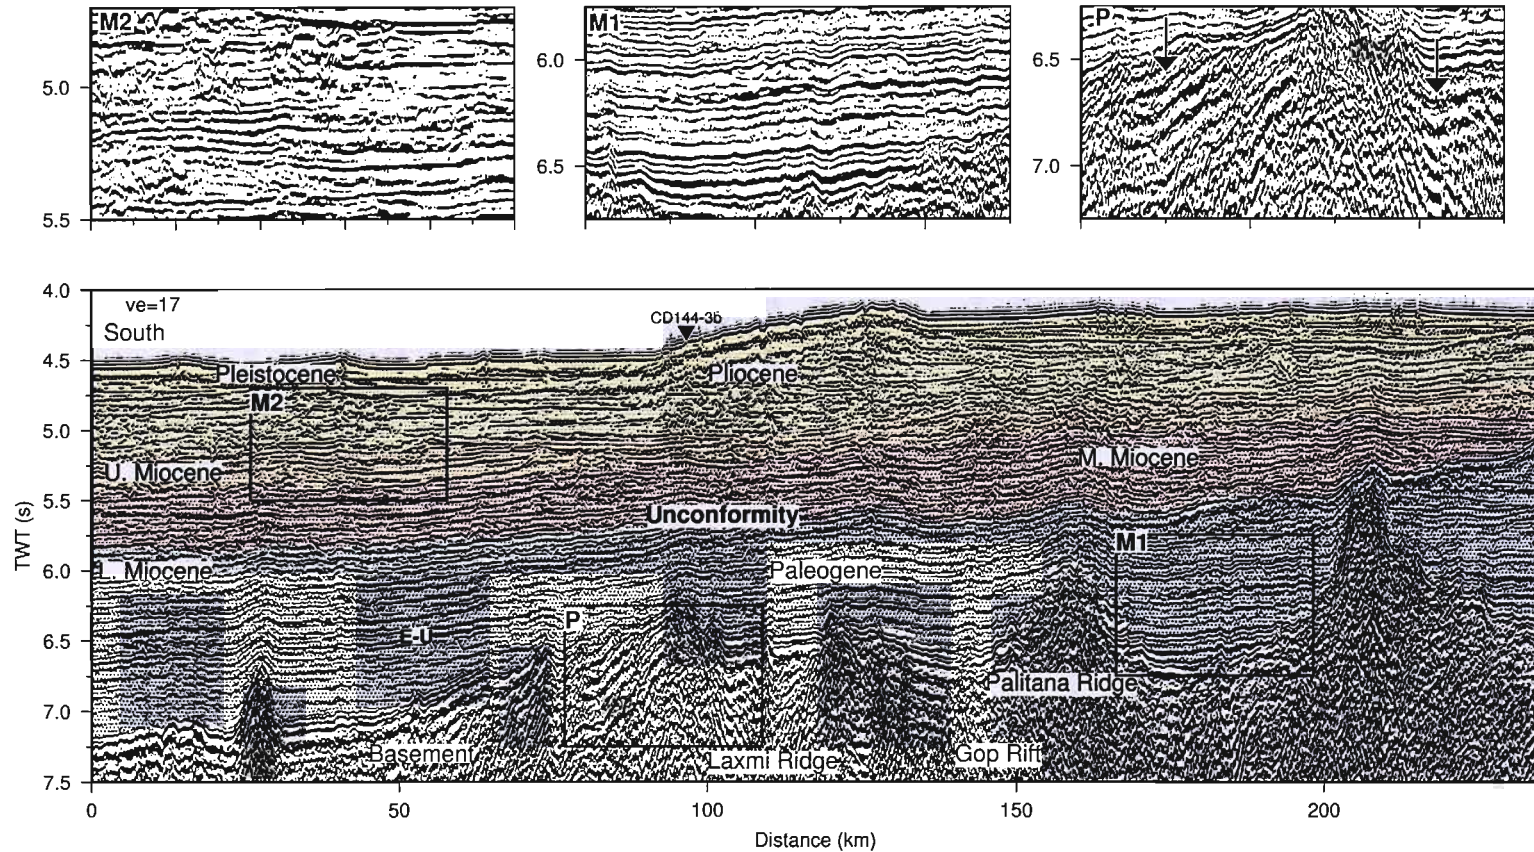 M2
5.0
5.5
M1
6.0
6.5
P
6.5
7.0
4.0
4.5
5.0
5.5
6.0
6.5
7.0
7.5
TWT (s)
ve=17
South
CD144-3b
Pleistocene
Pliocene
M2
U. Miocene
M. Miocene
Unconformity
M1
L. Miocene
Paleogene
P
E-U
Palitana Ridge
Basement
Laxmi Ridge
Gop Rift
0
50
100
150
200
Distance (km)